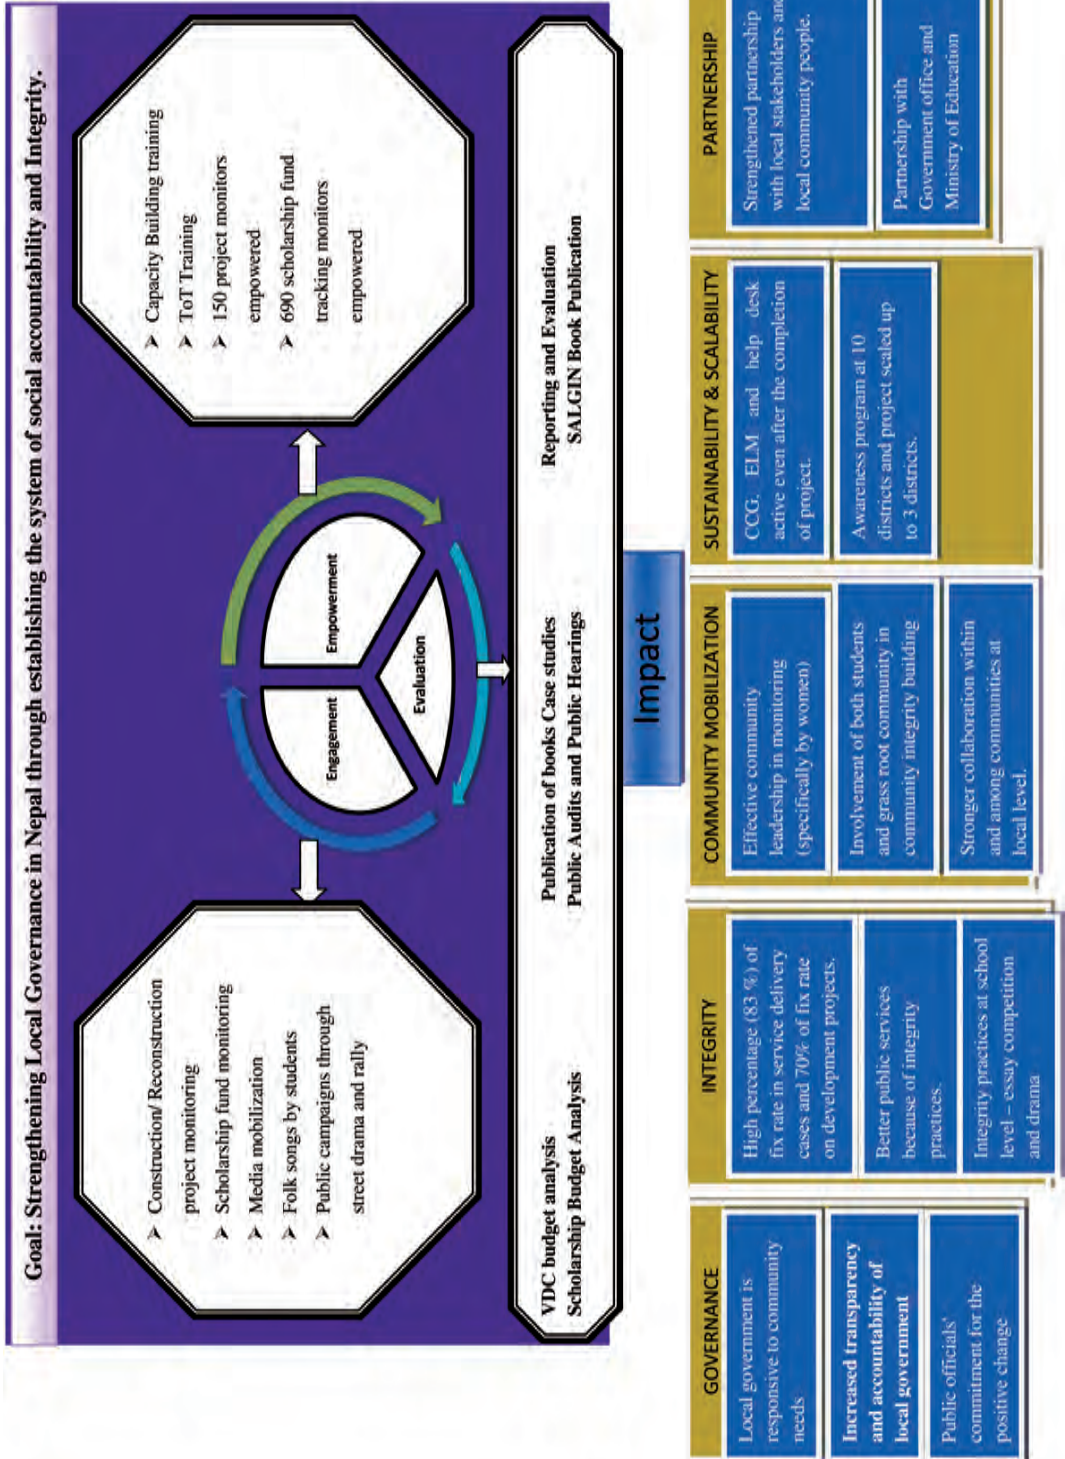 Goal: Strengthening Local Governance in Nepal through establishing the system of social accountability and Integrity.
➤ Construction/ Reconstruction
project monitoring
➤ Scholarship fund monitoring
➤ Media mobilization
➤ Folk songs by students
➤ Public campaigns through
street drama and rally
Engagement
Empowerment
Evaluation
➤ Capacity Building training
➤ ToT Training
➤ 150 project monitors
empowered
➤ 690 scholarship fund
tracking monitors
empowered
VDC budget analysis
Scholarship Budget Analysis
Publication of books Case studies
Public Audits and Public Hearings
Reporting and Evaluation
SALGIN Book Publication
Impact
GOVERNANCE
Local government is
responsive to community
needs
Increased transparency
and accountability of
local government
Public officials'
commitment for the
positive change
INTEGRITY
High percentage (83 %) of
fix rate in service delivery
cases and 70% of fix rate
on development projects.
Better public services
because of integrity
practices.
Integrity practices at school
level – essay competition
and drama
COMMUNITY MOBILIZATION
Effective community
leadership in monitoring
(specifically by women)
Involvement of both students
and grass root community in
community integrity building
Stronger collaboration within
and among communities at
local level.
SUSTAINABILITY & SCALABILITY
CCG, ELM and help desk
active even after the completion
of project.
Awareness program at 10
districts and project scaled up
to 3 districts.
PARTNERSHIP
Strengthened partnership
with local stakeholders and
local community people.
Partnership with
Government office and
Ministry of Education